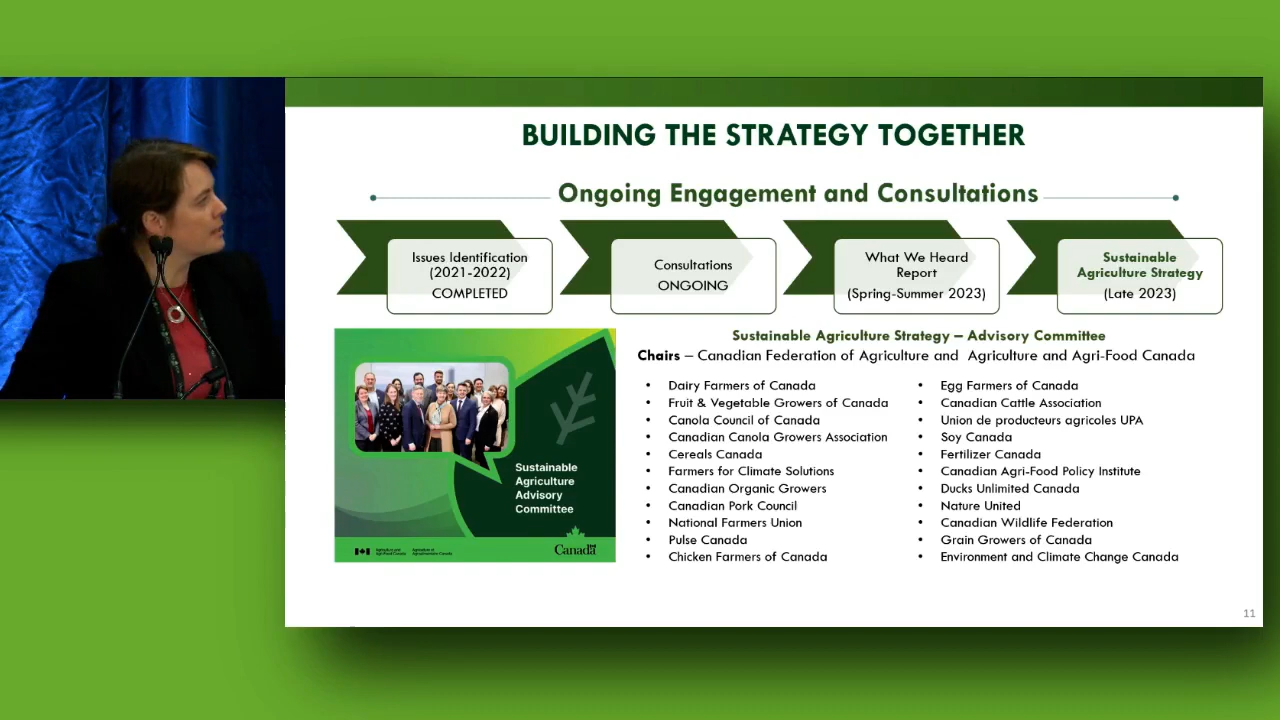 BUILDING THE STRATEGY TOGETHER
Ongoing Engagement and Consultations
Issues Identification
(2021-2022)
COMPLETED
Consultations
ONGOING
What We Heard
Report
(Spring-Summer 2023)
Sustainable
Agriculture Strategy
(Late 2023)
Sustainable
Agriculture
Advisory
Committee
Canada
Sustainable Agriculture Strategy – Advisory Committee
Chairs – Canadian Federation of Agriculture and Agriculture and Agri-Food Canada
• Dairy Farmers of Canada
• Fruit & Vegetable Growers of Canada
• Canola Council of Canada
• Canadian Canola Growers Association
• Cereals Canada
• Farmers for Climate Solutions
• Canadian Organic Growers
• Canadian Pork Council
• National Farmers Union
• Pulse Canada
• Chicken Farmers of Canada
• Egg Farmers of Canada
• Canadian Cattle Association
• Union de producteurs agricoles UPA
• Soy Canada
• Fertilizer Canada
• Canadian Agri-Food Policy Institute
• Ducks Unlimited Canada
• Nature United
• Canadian Wildlife Federation
• Grain Growers of Canada
• Environment and Climate Change Canada
11